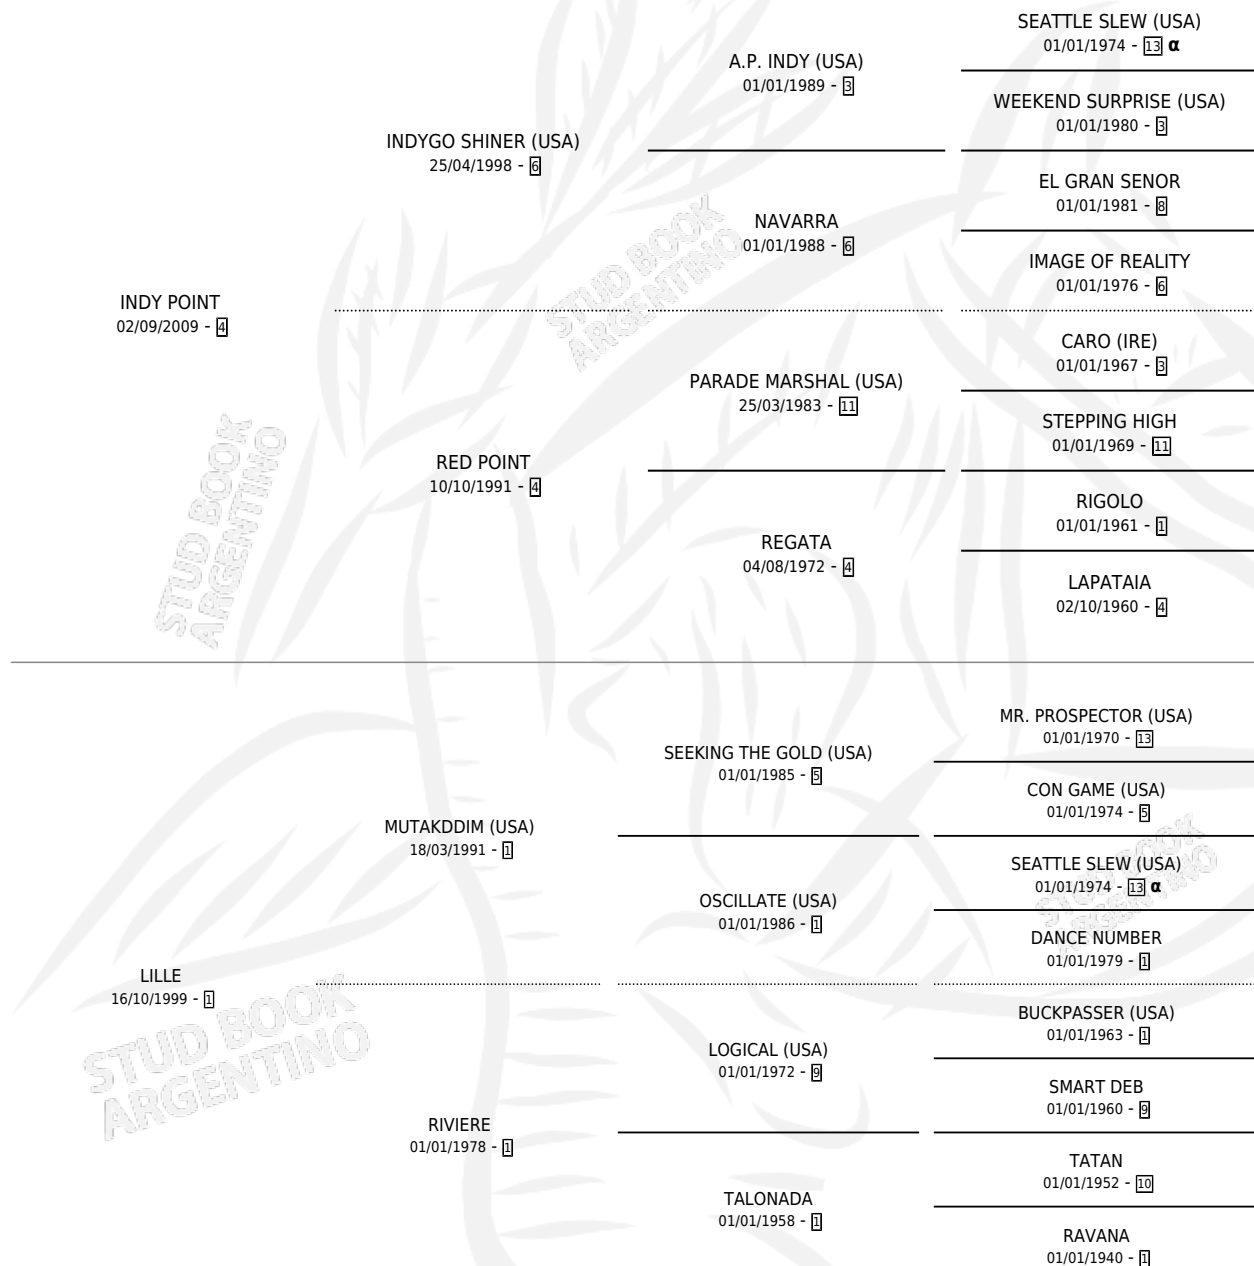 SEATTLE SLEW (USA)
01/01/1974 - 13 α
A.P. INDY (USA)
01/01/1989 - 3
WEEKEND SURPRISE (USA)
01/01/1980 - 3
INDYGO SHINER (USA)
25/04/1998 - 6
EL GRAN SENOR
01/01/1981 - 8
NAVARRA
01/01/1988 - 6
IMAGE OF REALITY
01/01/1976 - 6
INDY POINT
02/09/2009 - 4
CARO (IRE)
01/01/1967 - 3
PARADE MARSHAL (USA)
25/03/1983 - 11
STEPPING HIGH
01/01/1969 - 11
RED POINT
10/10/1991 - 4
RIGOLO
01/01/1961 - 1
REGATA
04/08/1972 - 4
LAPATAIA
02/10/1960 - 4
MR. PROSPECTOR (USA)
01/01/1970 - 13
SEEKING THE GOLD (USA)
01/01/1985 - 5
CON GAME (USA)
01/01/1974 - 5
MUTAKDDIM (USA)
18/03/1991 - 1
SEATTLE SLEW (USA)
01/01/1974 - 13 α
OSCILLATE (USA)
01/01/1986 - 1
DANCE NUMBER
01/01/1979 - 1
LILLE
16/10/1999 - 1
BUCKPASSER (USA)
01/01/1963 - 1
LOGICAL (USA)
01/01/1972 - 9
SMART DEB
01/01/1960 - 9
RIVIERE
01/01/1978 - 1
TATAN
01/01/1952 - 10
TALONADA
01/01/1958 - 1
RAVANA
01/01/1940 - 1
STUD BOOK
ARGENTINO
STUD BOOK
ARGENTINO
STUD BOOK
ARGENTINO
STUD BOOK
ARGENTINO